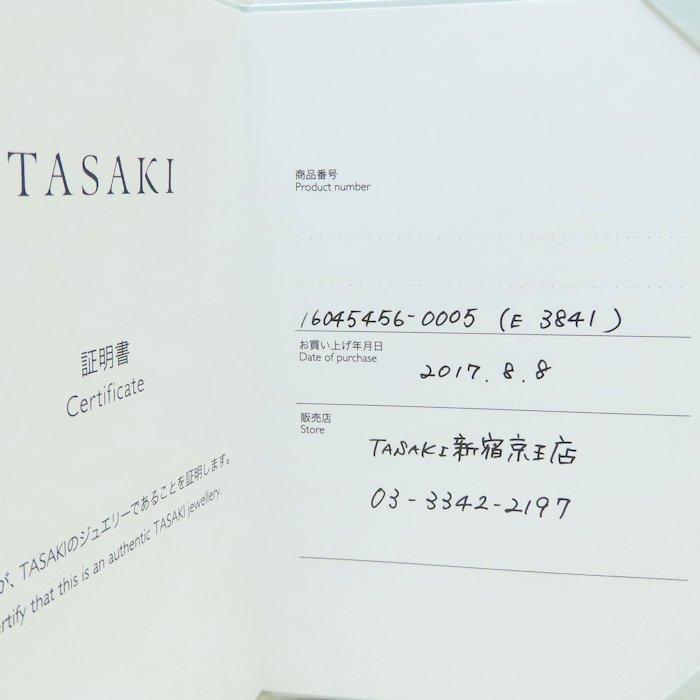 TASAKI
証明書
Certificate
が、TASAKIのジュエリーであることを証明します。
certify that this is an authentic TASAKI jewellery.
商品番号
Product number
16045456-0005 (E 3841)
お買い上げ年月日
Date of purchase
2017.8.8
販売店
Store
TASAKI新宿京王店
03-3342-2197